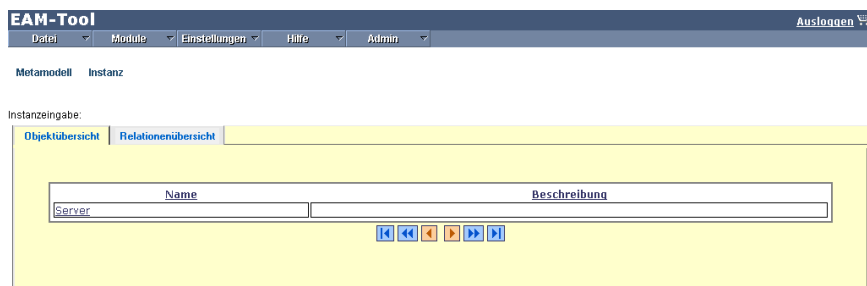 EAM-Tool
Ausloggen
Datei Module Einstellungen Hilfe Admin
Metamodell Instanz
Instanzeingabe:
Objektübersicht Relationenübersicht
Name Beschreibung
Server